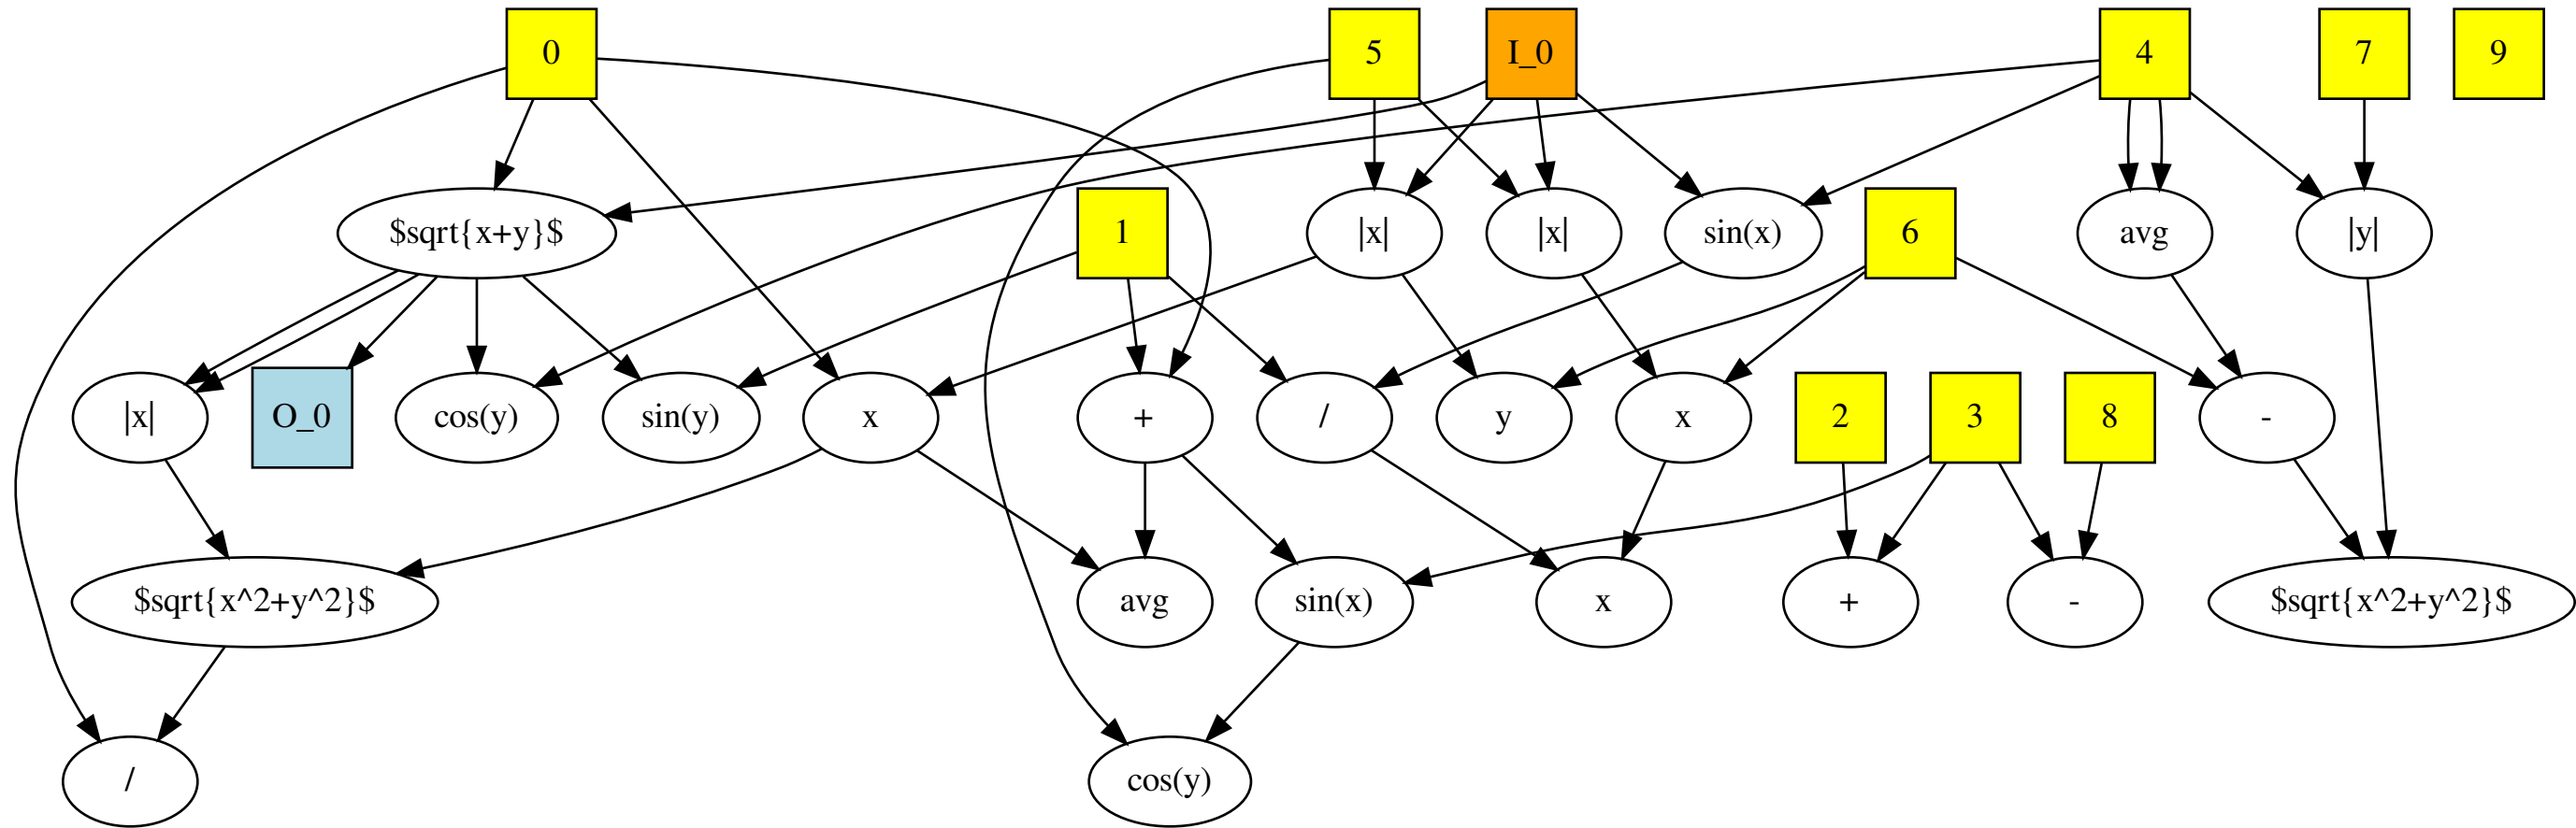 0
5
I_0
4
7
9
$sqrt{x+y}$
1
|x|
|x|
sin(x)
6
avg
|y|
|x|
O_0
cos(y)
sin(y)
x
+
/
y
x
2
3
8
-
$sqrt{x^2+y^2}$
avg
sin(x)
x
+
-
$sqrt{x^2+y^2}$
/
cos(y)